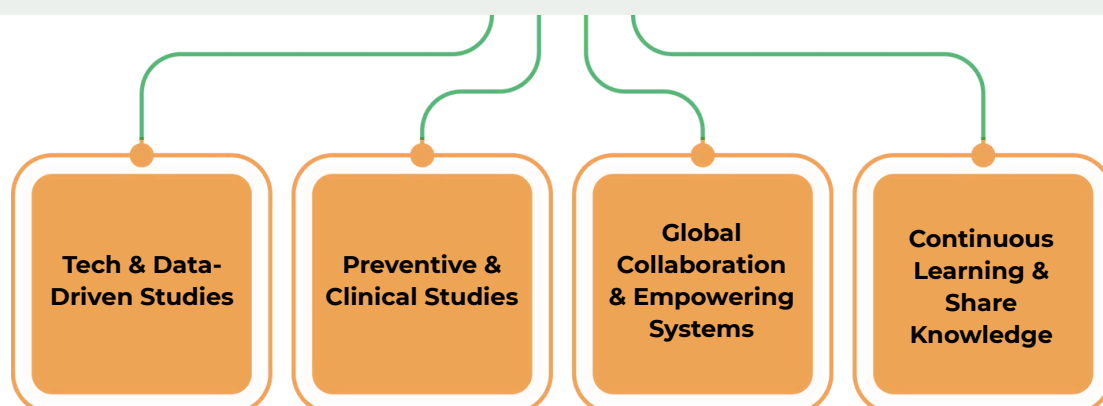 Tech & Data-
Driven Studies
Preventive &
Clinical Studies
Global
Collaboration
& Empowering
Systems
Continuous
Learning &
Share
Knowledge